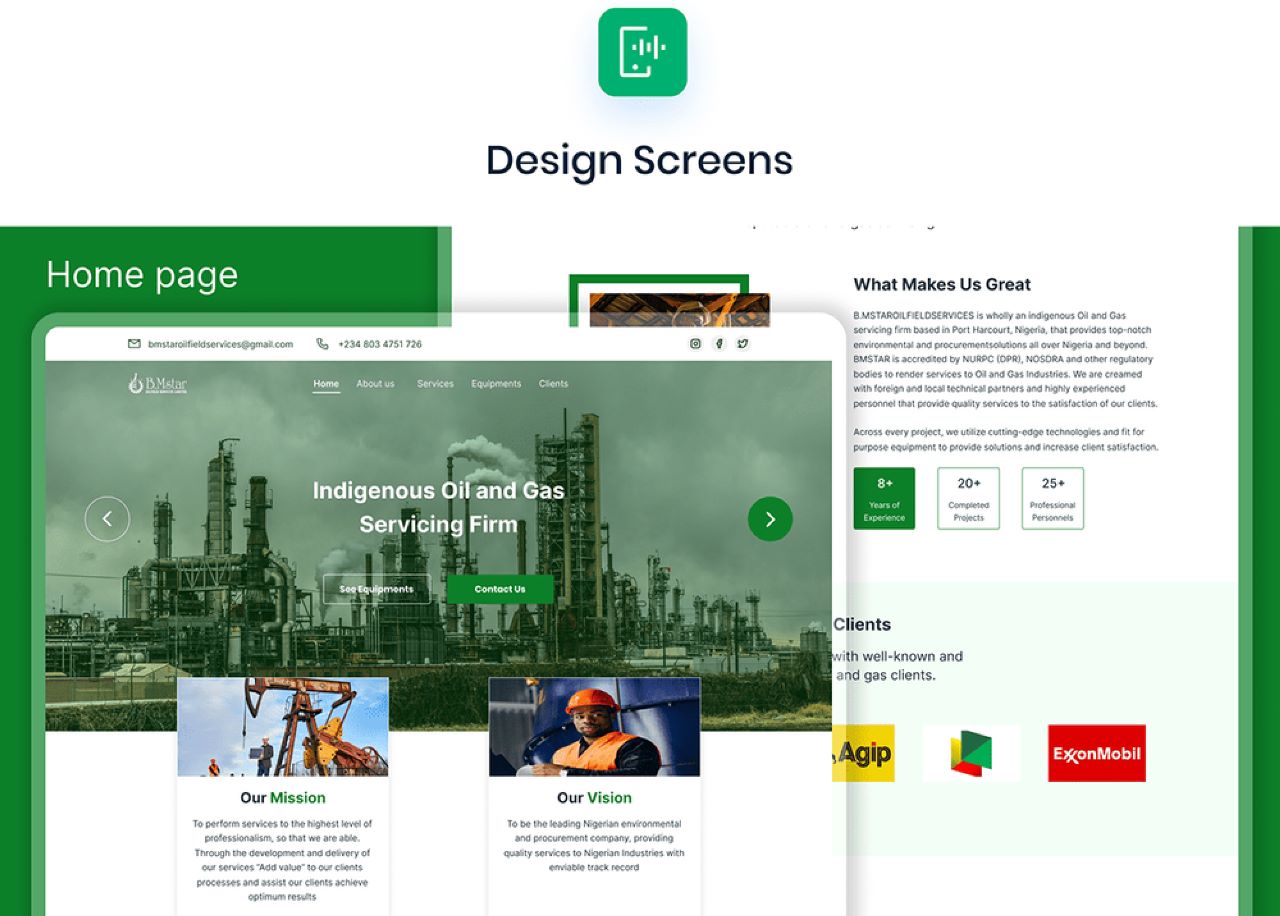 Design Screens
Home page
bmstaroilfieldservices@gmail.com
+234 803 4751 726
B.Mstar
Home
About us
Services
Equipments
Clients
Indigenous Oil and Gas
Servicing Firm
See Equipments
Contact Us
Our Mission
To perform services to the highest level of
professionalism, so that we are able.
Through the development and delivery of
our services "Add value" to our clients
processes and assist our clients achieve
optimum results
Our Vision
To be the leading Nigerian environmental
and procurement company, providing
quality services to Nigerian Industries with
enviable track record
What Makes Us Great
B.MSTAROILFIELDSERVICES is wholly an indigenous Oil and Gas
servicing firm based in Port Harcourt, Nigeria, that provides top-notch
environmental and procurementsolutions all over Nigeria and beyond.
BMSTAR is accredited by NURPC (DPR), NOSDRA and other regulatory
bodies to render services to Oil and Gas Industries. We are creamed
with foreign and local technical partners and highly experienced
personnel that provide quality services to the satisfaction of our clients.
Across every project, we utilize cutting-edge technologies and fit for
purpose equipment to provide solutions and increase client satisfaction.
8+
Years of
Experience
20+
Completed
Projects
25+
Professional
Personnels
Clients
with well-known and
and gas clients.
Agip
ExxonMobil